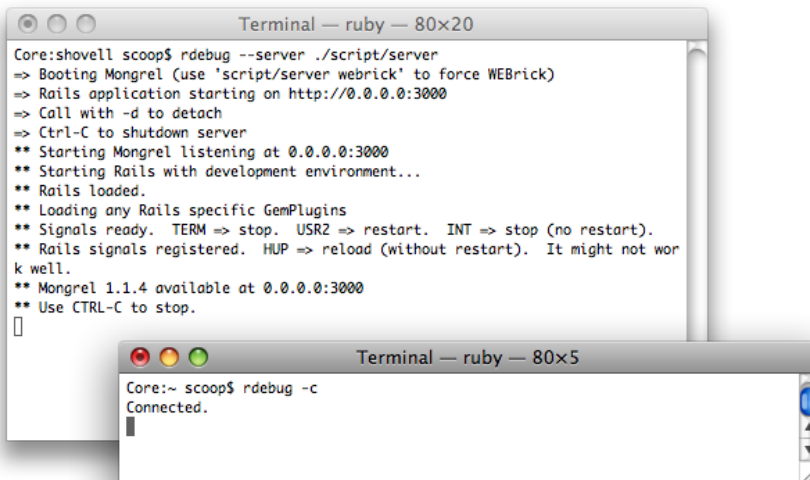 Terminal — ruby — 80×20
Core:shovell scoop$ rdebug --server ./script/server
=> Booting Mongrel (use 'script/server webrick' to force WEBrick)
=> Rails application starting on http://0.0.0.0:3000
=> Call with -d to detach
=> Ctrl-C to shutdown server
** Starting Mongrel listening at 0.0.0.0:3000
** Starting Rails with development environment...
** Rails loaded.
** Loading any Rails specific GemPlugins
** Signals ready.  TERM => stop.  USR2 => restart.  INT => stop (no restart).
** Rails signals registered.  HUP => reload (without restart).  It might not wor
k well.
** Mongrel 1.1.4 available at 0.0.0.0:3000
** Use CTRL-C to stop.
Terminal — ruby — 80×5
Core:~ scoop$ rdebug -c
Connected.